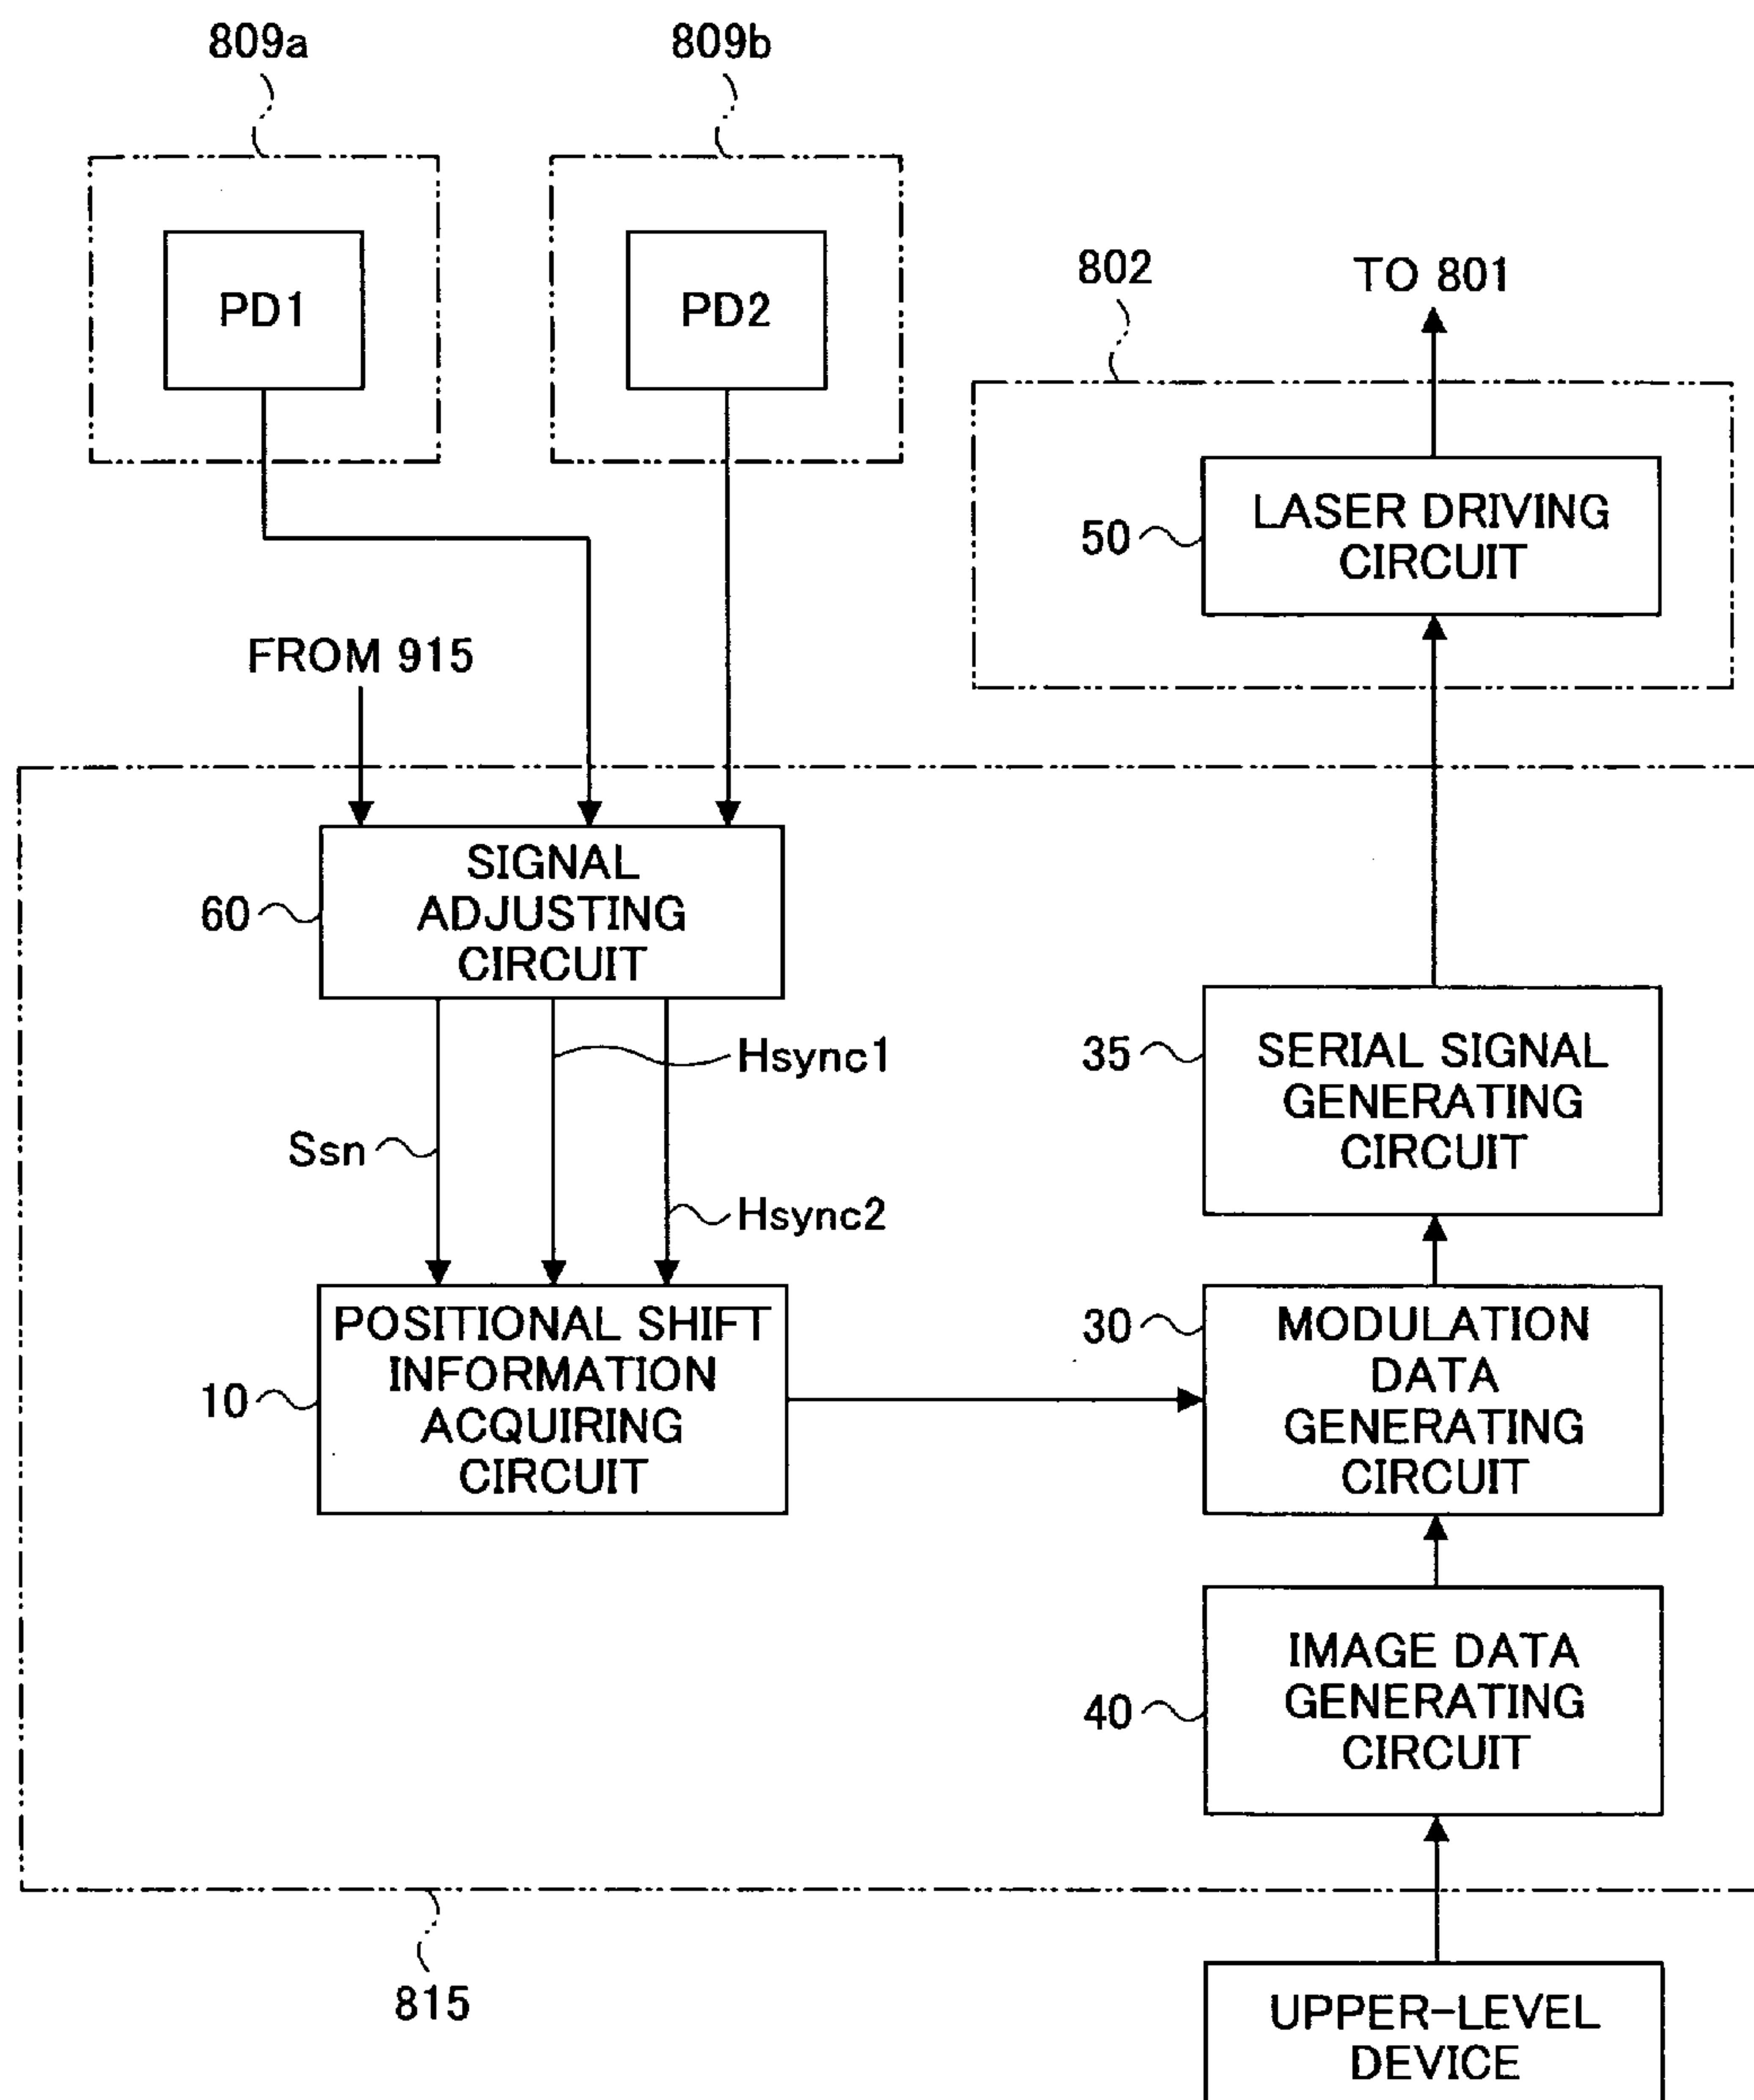 809a
809b
PD1
PD2
802
TO 801
50
LASER DRIVING
CIRCUIT
FROM 915
60
SIGNAL
ADJUSTING
CIRCUIT
Hsync1
Ssn
Hsync2
35
SERIAL SIGNAL
GENERATING
CIRCUIT
10
POSITIONAL SHIFT
INFORMATION
ACQUIRING
CIRCUIT
30
MODULATION
DATA
GENERATING
CIRCUIT
40
IMAGE DATA
GENERATING
CIRCUIT
815
UPPER-LEVEL
DEVICE